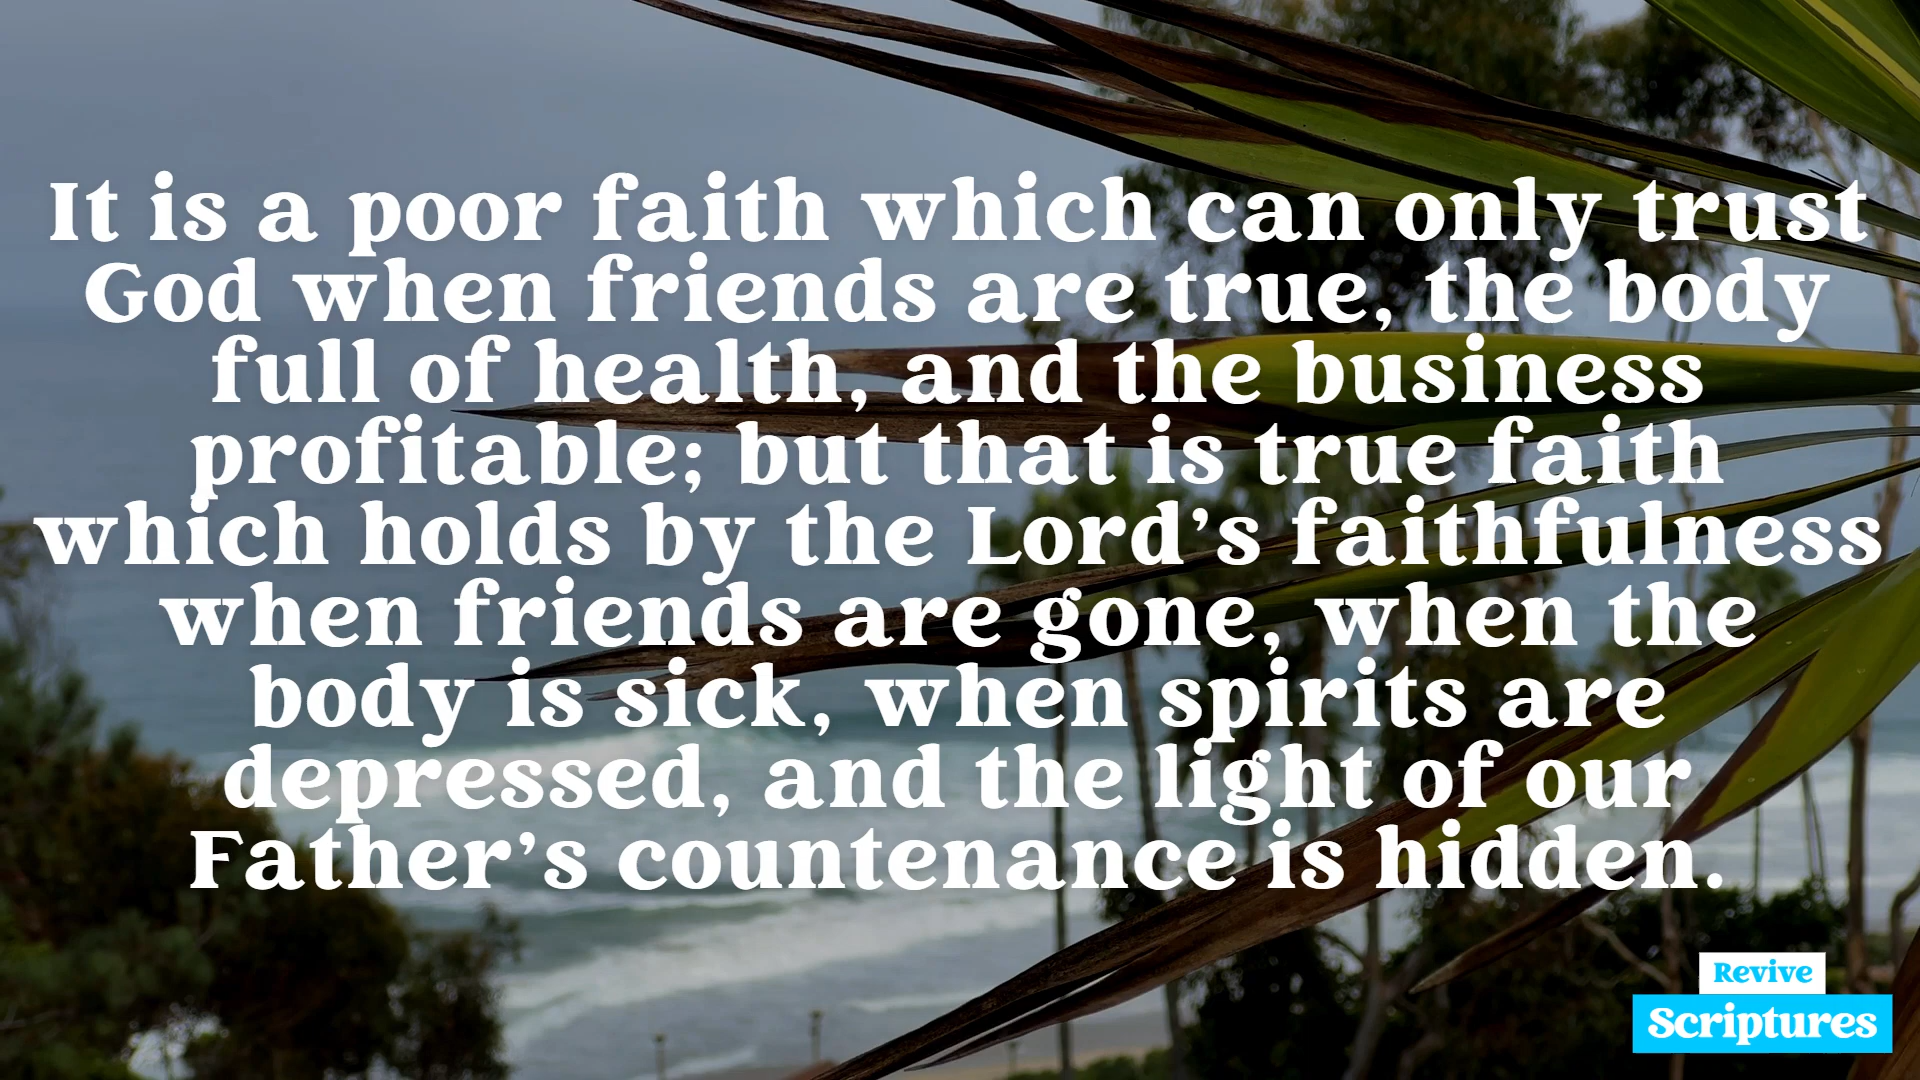 It is a poor faith which can only trust
God when friends are true, the body
full of health, and the business
profitable; but that is true faith
which holds by the Lord’s faithfulness
when friends are gone, when the
body is sick, when spirits are
depressed, and the light of our
Father’s countenance is hidden.
Revive
Scriptures